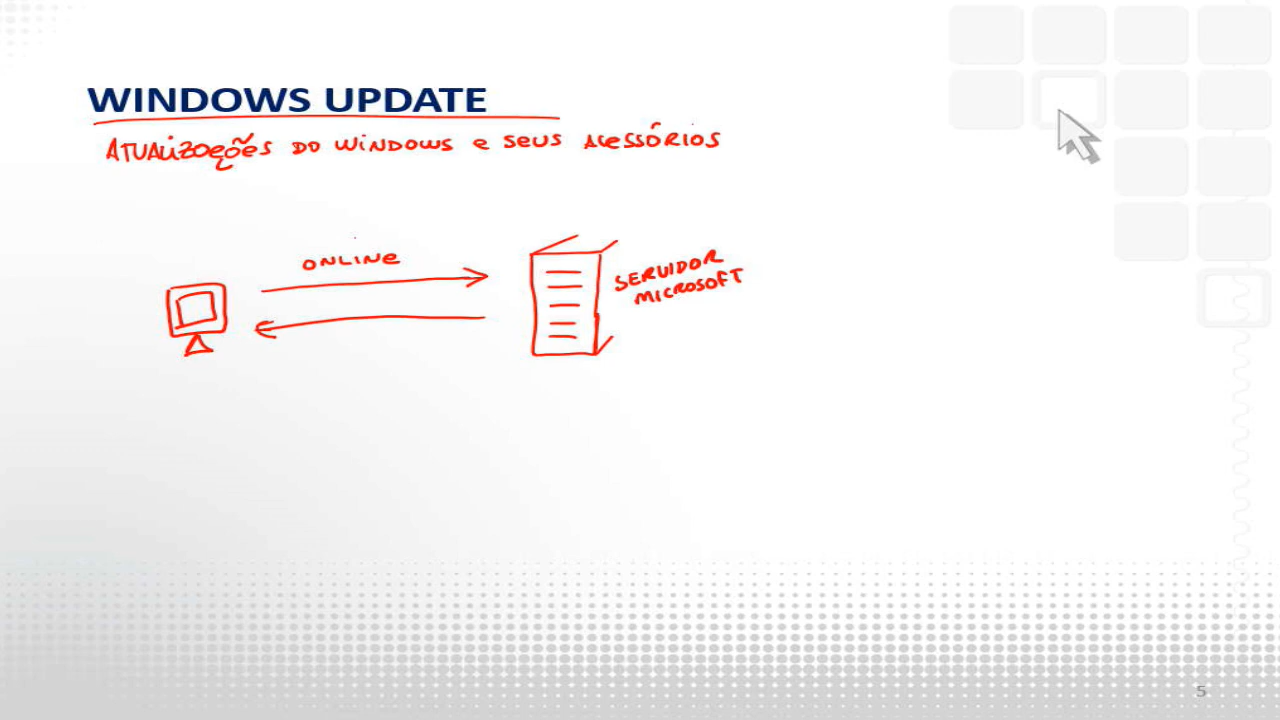 WINDOWS UPDATE
ATUALIZAÇÕES DO WINDOWS E SEUS ACESSÓRIOS
ONLINE
SERVIDOR
MICROSOFT
5